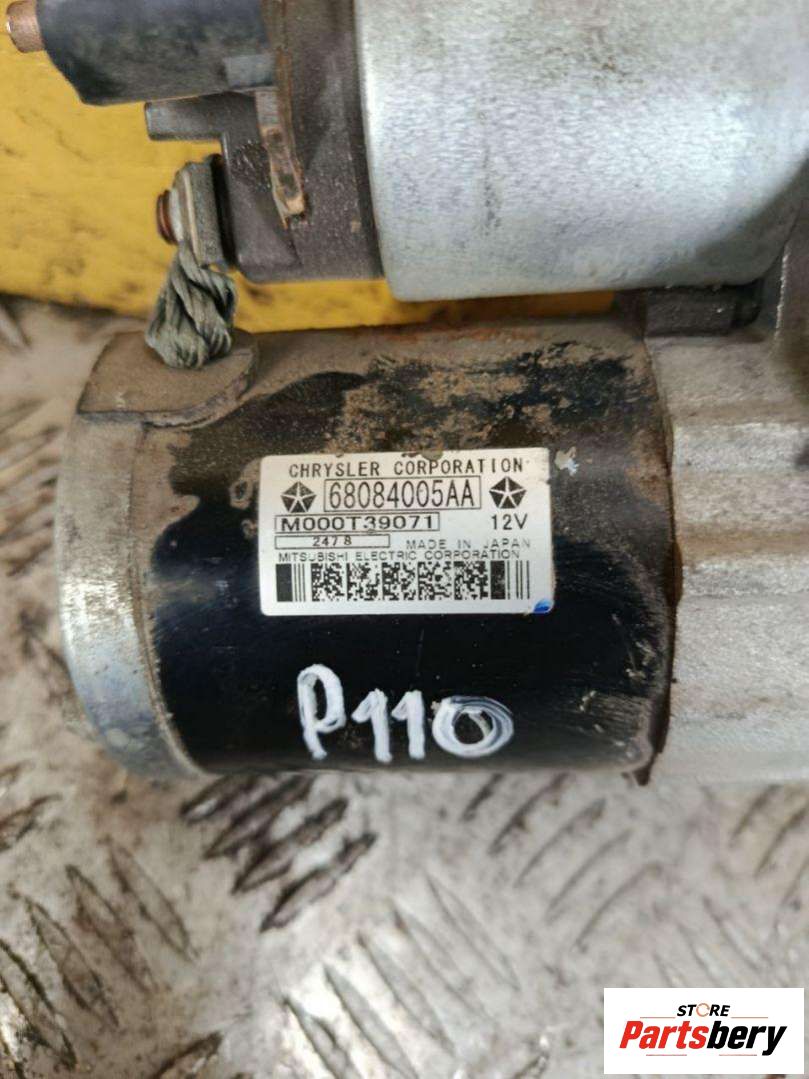 CHRYSLER CORPORATION
68084005AA
M000T39071 12V
2478 MADE IN JAPAN
MITSUBISHI ELECTRIC CORPORATION
P110
STORE
Partsbery